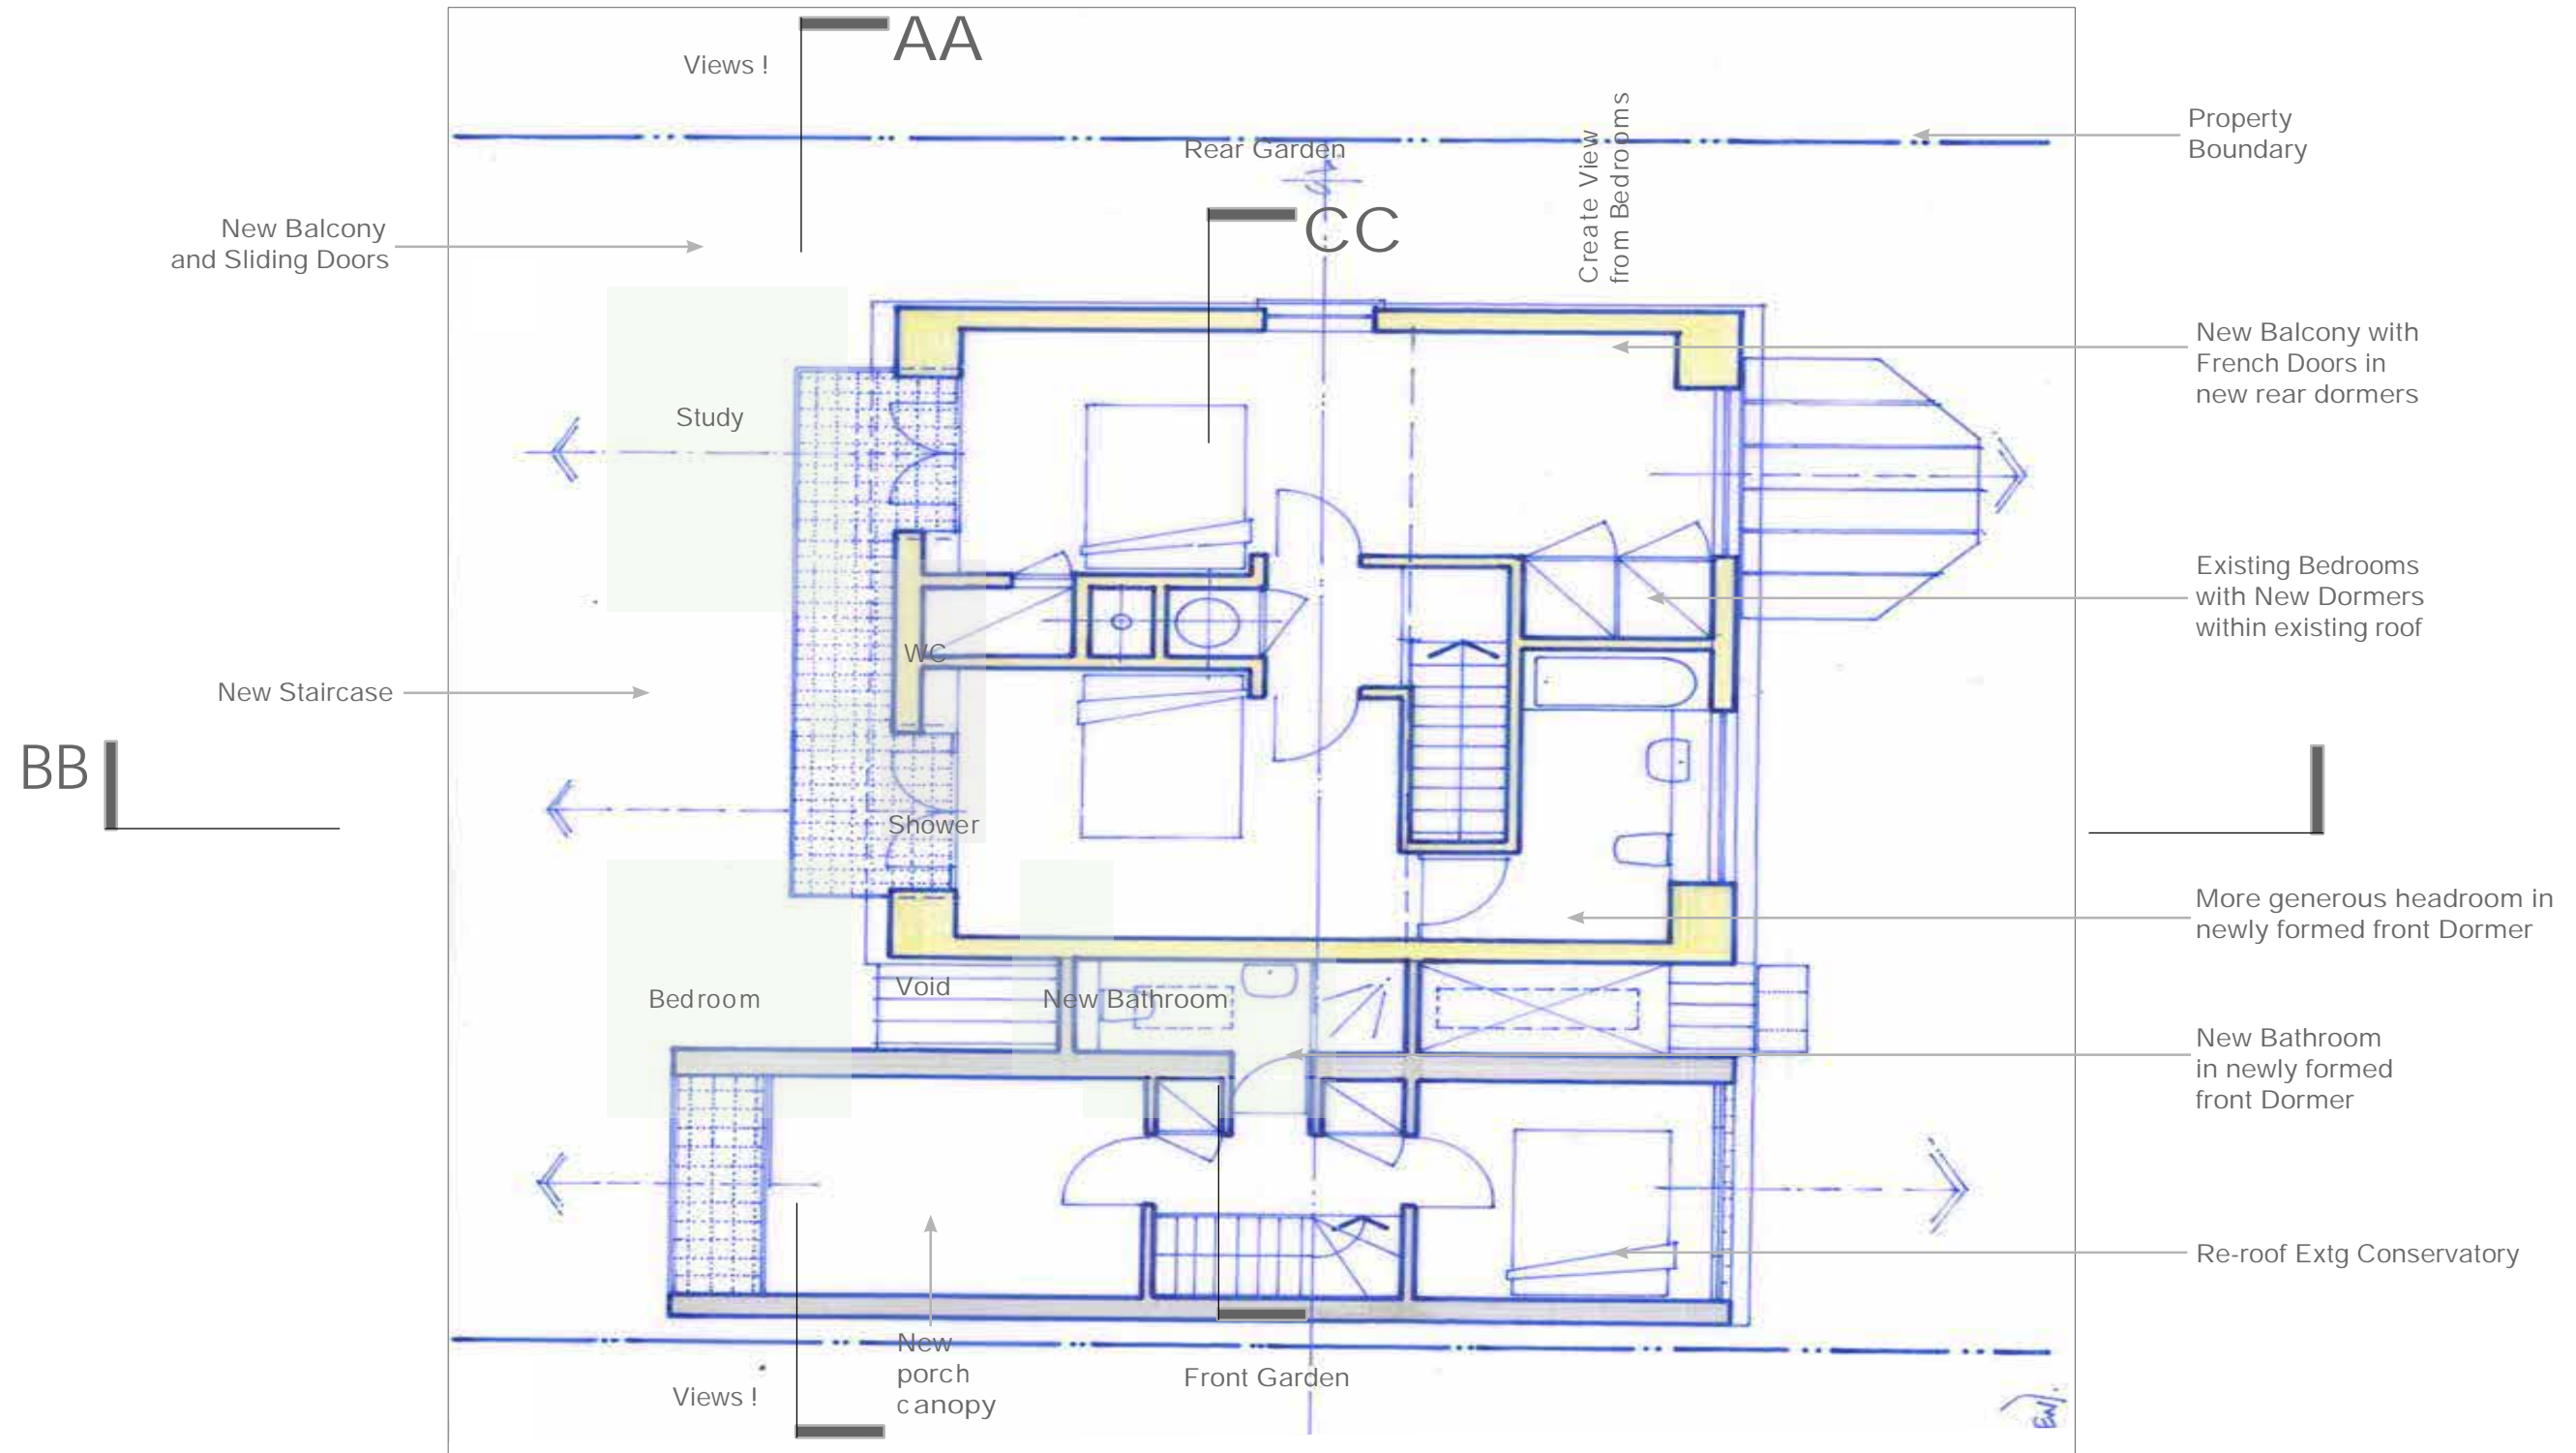 AA
Views !
Create View
from Bedrooms
Property
Boundary
Rear Garden
CC
New Balcony
and Sliding Doors
New Balcony with
French Doors in
new rear dormers
Study
Existing Bedrooms
with New Dormers
within existing roof
WC
New Staircase
BB
Shower
More generous headroom in
newly formed front Dormer
Void
Bedroom
New Bathroom
New Bathroom
in newly formed
front Dormer
Re-roof Extg Conservatory
New
porch
canopy
Front Garden
Views !